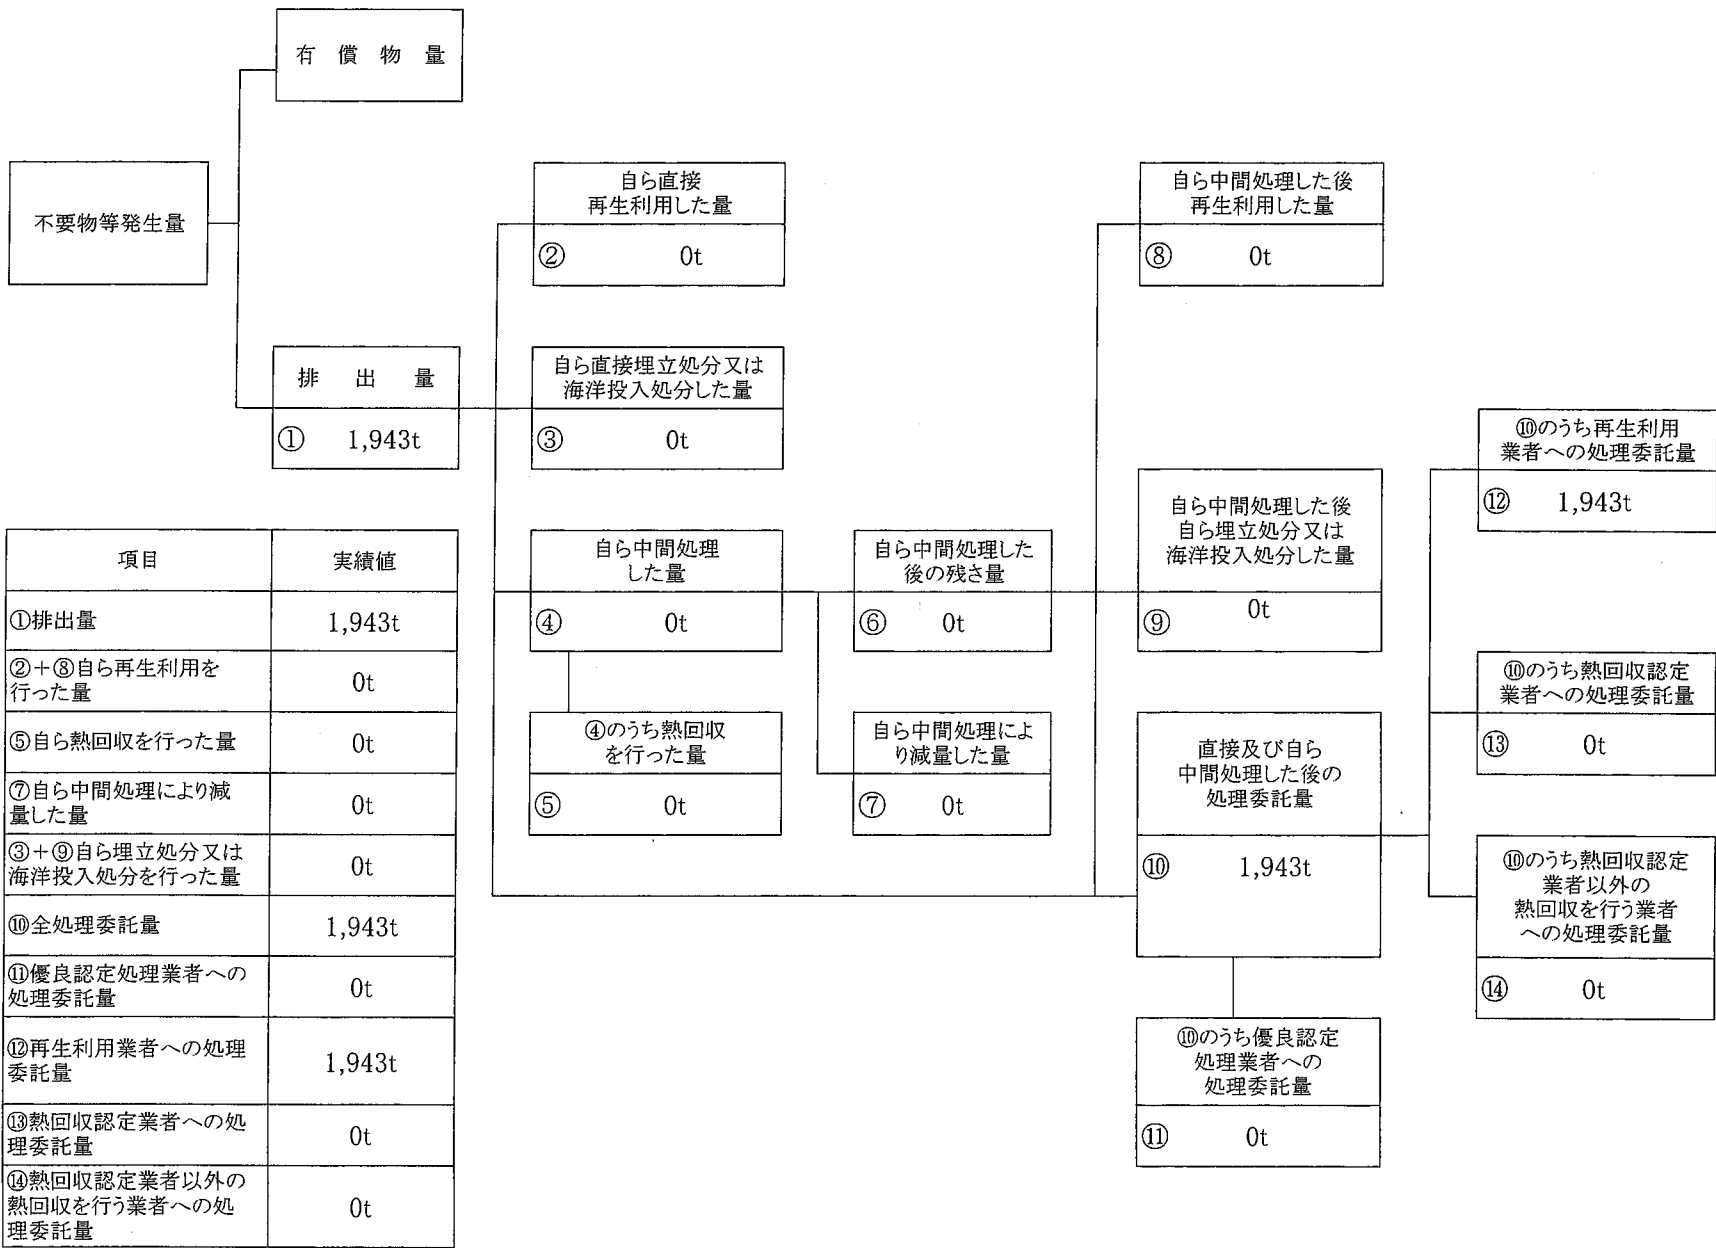 有償物量
不要物等発生量
自ら直接
再生利用した量
② 0t
自ら中間処理した後
再生利用した量
⑧ 0t
排出量
① 1,943t
自ら直接埋立処分又は
海洋投入処分した量
③ 0t
⑩のうち再生利用
業者への処理委託量
⑫ 1,943t
自ら中間処理
した量
④ 0t
自ら中間処理した
後の残さ量
⑥ 0t
自ら中間処理した後
自ら埋立処分又は
海洋投入処分した量
⑨ 0t
⑩のうち熱回収認定
業者への処理委託量
⑬ 0t
④のうち熱回収
を行った量
⑤ 0t
自ら中間処理によ
り減量した量
⑦ 0t
直接及び自ら
中間処理した後の
処理委託量
⑩ 1,943t
⑩のうち熱回収認定
業者以外の
熱回収を行う業者
への処理委託量
⑭ 0t
⑩のうち優良認定
処理業者への
処理委託量
⑪ 0t
項目 実績値
①排出量 1,943t
②+⑧自ら再生利用を
行った量 0t
⑤自ら熱回収を行った量 0t
⑦自ら中間処理により減
量した量 0t
③+⑨自ら埋立処分又は
海洋投入処分を行った量 0t
⑩全処理委託量 1,943t
⑪優良認定処理業者への
処理委託量 0t
⑫再生利用業者への処理
委託量 1,943t
⑬熱回収認定業者への処
理委託量 0t
⑭熱回収認定業者以外の
熱回収を行う業者への処
理委託量 0t